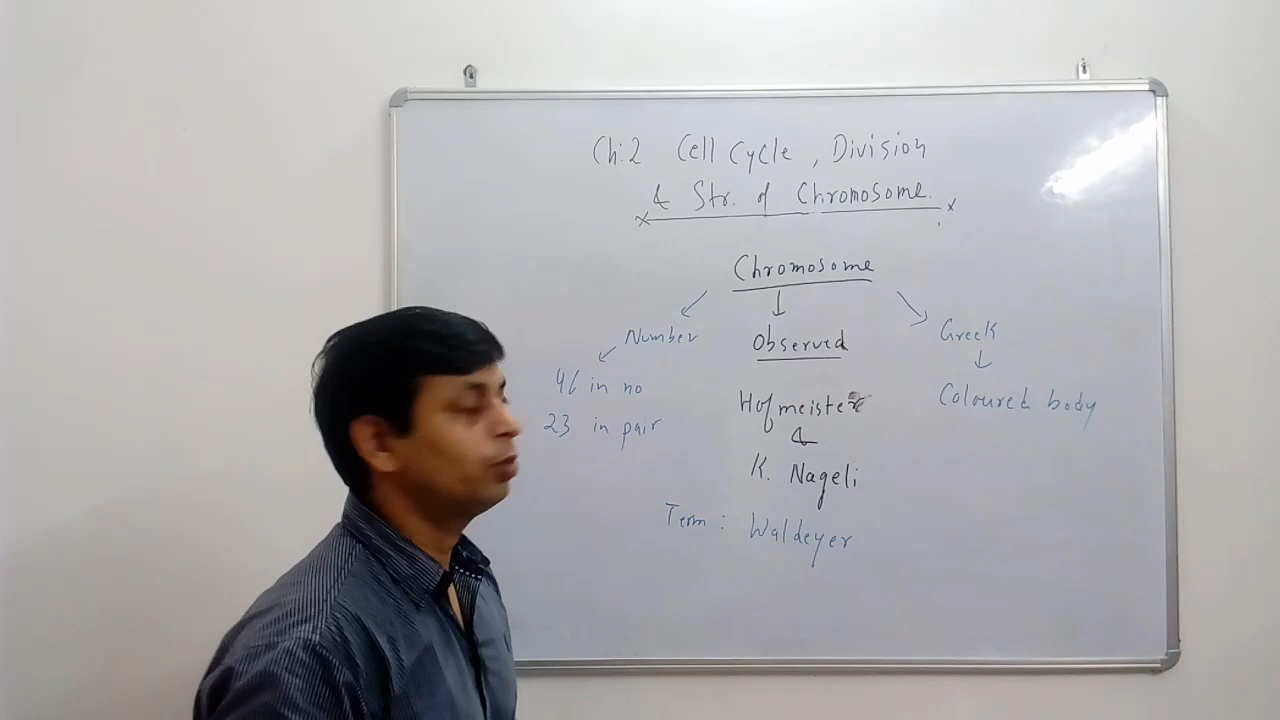 Ch:2 Cell Cycle, Division
& Str. of Chromosome.
Chromosome
Number
Observed
Greek
46 in no
23 in pair
Hofmeister
&
K. Nageli
Coloured body
Term: Waldeyer